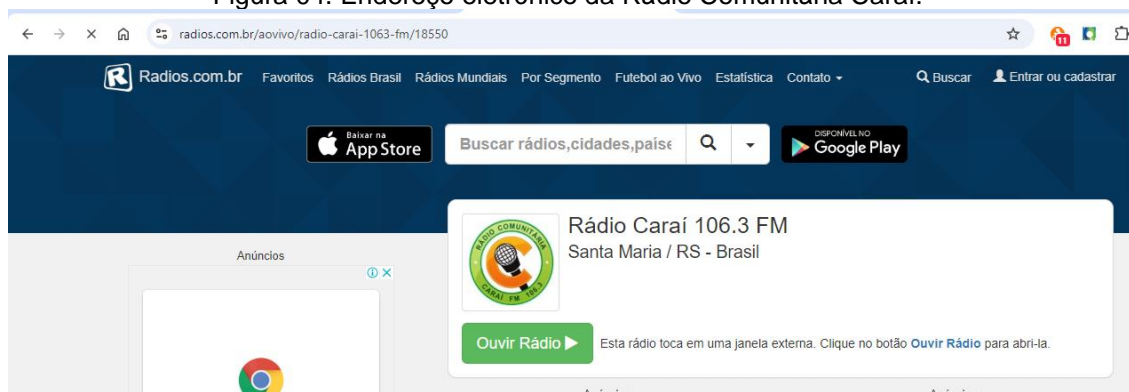 Figura 04: Endereço eletrônico da Rádio Comunitária Caraí.
radios.com.br/aovivo/radio-carai-1063-fm/18550
11
R Radios.com.br Favoritos Rádios Brasil Rádios Mundiais Por Segmento Futebol ao Vivo Estatística Contato Buscar Entrar ou cadastrar
Baixar na
App Store
Buscar rádios,cidades,paíse
DISPONÍVEL NO
Google Play
Rádio Caraí 106.3 FM
Santa Maria / RS - Brasil
RÁDIO COMUNITÁRIA
CARAÍ FM 106.3
Anúncios
Ouvir Rádio
Esta rádio toca em uma janela externa. Clique no botão Ouvir Rádio para abri-la.